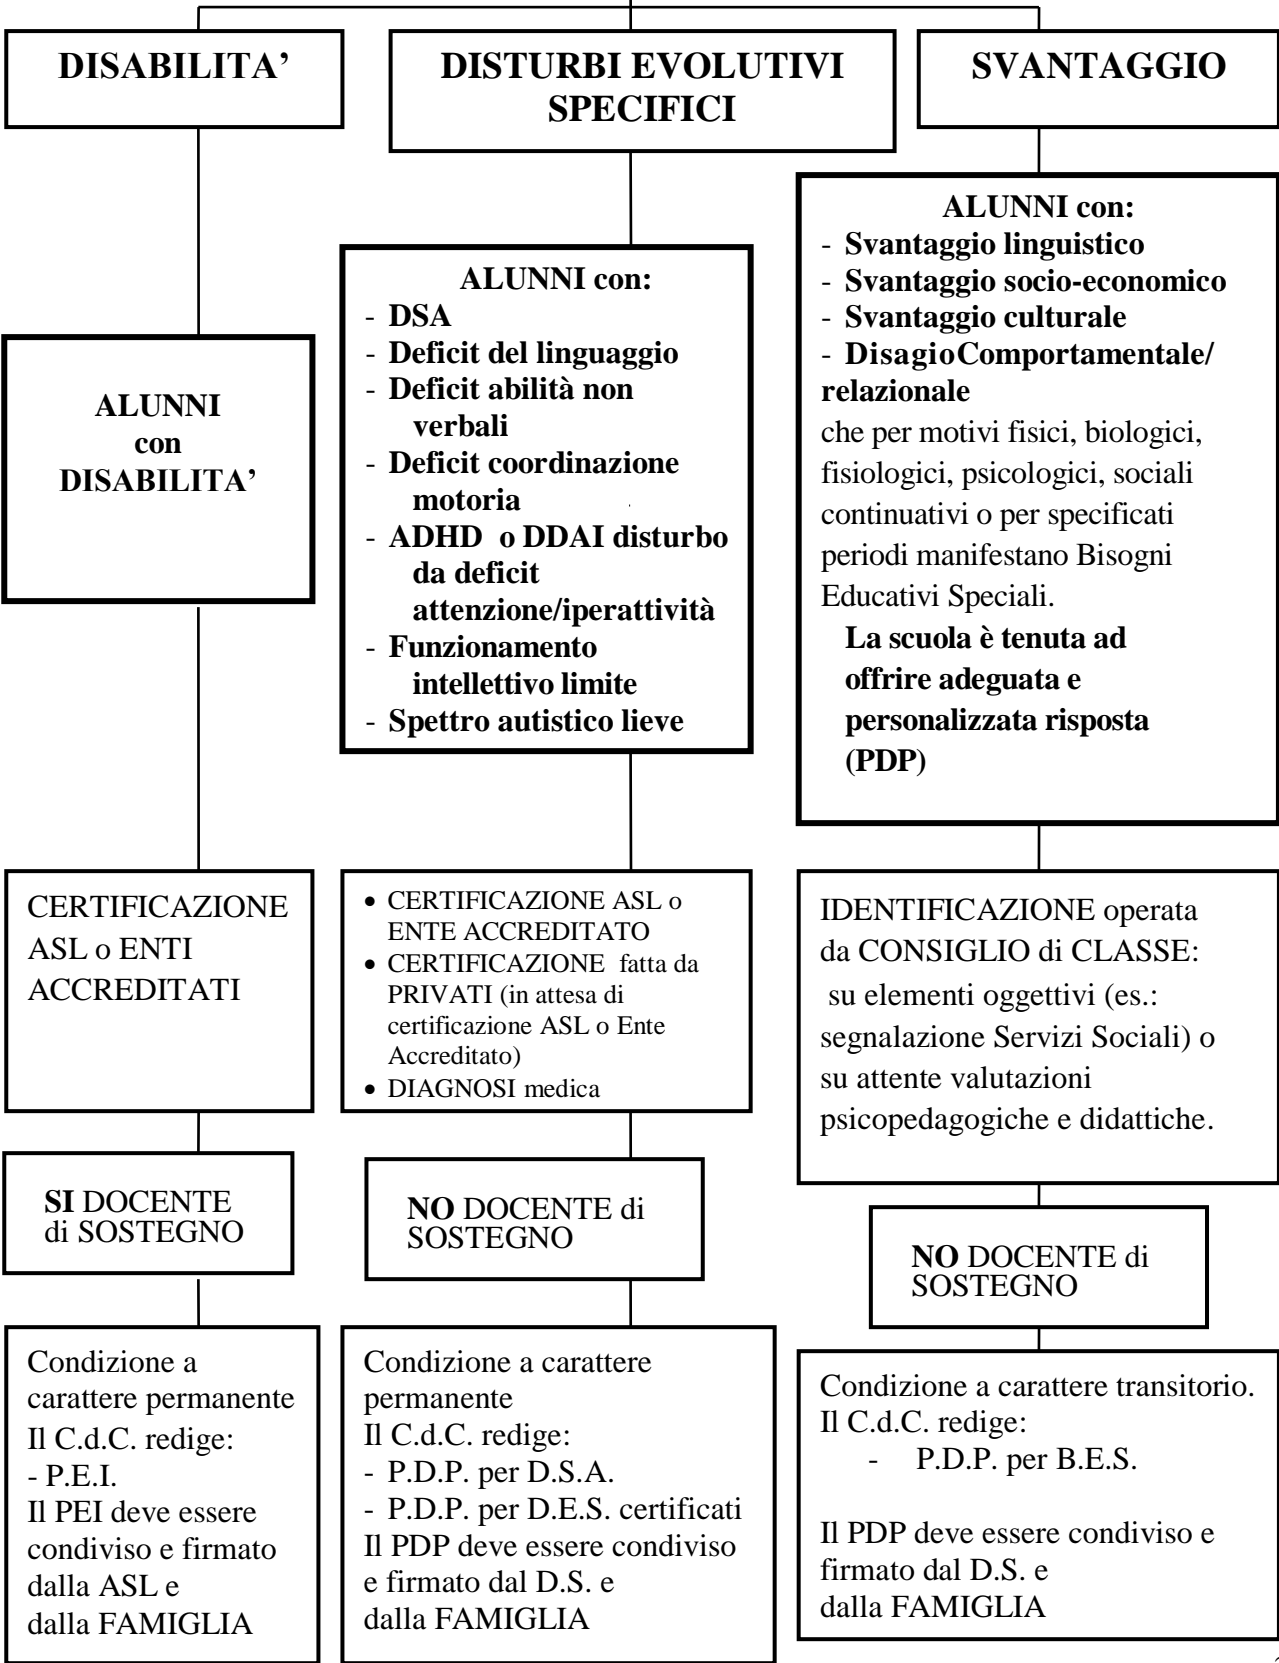 DISABILITA’
DISTURBI EVOLUTIVI
SPECIFICI
SVANTAGGIO
ALUNNI
con
DISABILITA’
ALUNNI con:
- DSA
- Deficit del linguaggio
- Deficit abilità non
verbali
- Deficit coordinazione
motoria
- ADHD o DDAI disturbo
da deficit
attenzione/iperattività
- Funzionamento
intellettivo limite
- Spettro autistico lieve
ALUNNI con:
- Svantaggio linguistico
- Svantaggio socio-economico
- Svantaggio culturale
- DisagioComportamentale/
relazionale
che per motivi fisici, biologici,
fisiologici, psicologici, sociali
continuativi o per specificati
periodi manifestano Bisogni
Educativi Speciali.
La scuola è tenuta ad
offrire adeguata e
personalizzata risposta
(PDP)
CERTIFICAZIONE
ASL o ENTI
ACCREDITATI
• CERTIFICAZIONE ASL o
ENTE ACCREDITATO
• CERTIFICAZIONE fatta da
PRIVATI (in attesa di
certificazione ASL o Ente
Accreditato)
• DIAGNOSI medica
IDENTIFICAZIONE operata
da CONSIGLIO di CLASSE:
su elementi oggettivi (es.:
segnalazione Servizi Sociali) o
su attente valutazioni
psicopedagogiche e didattiche.
SI DOCENTE
di SOSTEGNO
NO DOCENTE di
SOSTEGNO
NO DOCENTE di
SOSTEGNO
Condizione a
carattere permanente
Il C.d.C. redige:
- P.E.I.
Il PEI deve essere
condiviso e firmato
dalla ASL e
dalla FAMIGLIA
Condizione a carattere
permanente
Il C.d.C. redige:
- P.D.P. per D.S.A.
- P.D.P. per D.E.S. certificati
Il PDP deve essere condiviso
e firmato dal D.S. e
dalla FAMIGLIA
Condizione a carattere transitorio.
Il C.d.C. redige:
- P.D.P. per B.E.S.
Il PDP deve essere condiviso e
firmato dal D.S. e
dalla FAMIGLIA